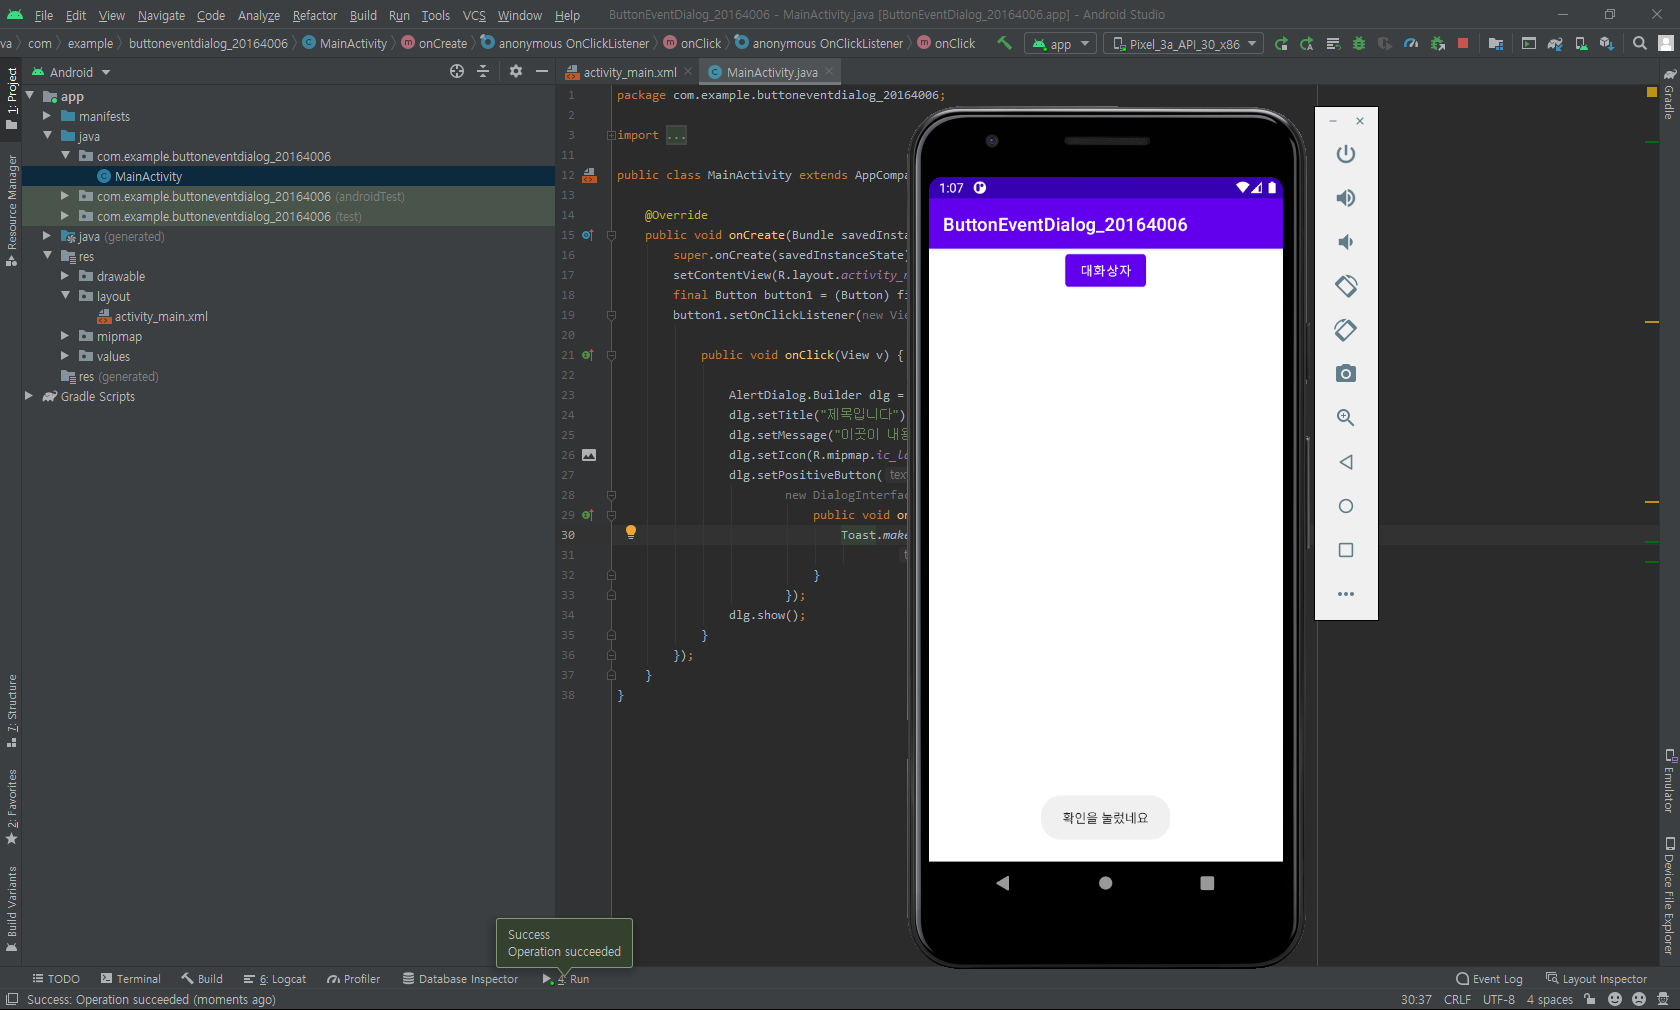 File Edit View Navigate Code Analyze Refactor Build Run Tools VCS Window Help ButtonEventDialog_20164006 - MainActivity.java [ButtonEventDialog_20164006.app] - Android Studio
va com example buttoneventdialog_20164006 MainActivity onCreate anonymous OnClickListener onClick anonymous OnClickListener onClick app Pixel_3a_API_30_x86
Android
activity_main.xml
MainActivity.java
1: Project
Resource Manager
7: Structure
2: Favorites
Build Variants
app
manifests
java
com.example.buttoneventdialog_20164006
MainActivity
com.example.buttoneventdialog_20164006 (androidTest)
com.example.buttoneventdialog_20164006 (test)
java (generated)
res
drawable
layout
activity_main.xml
mipmap
values
res (generated)
Gradle Scripts
1 package com.example.buttoneventdialog_20164006;
2
3 import ...
11
12 public class MainActivity extends AppCompa
13
14 @Override
15 public void onCreate(Bundle savedInsta
16 super.onCreate(savedInstanceState)
17 setContentView(R.layout.activity_m
18 final Button button1 = (Button) fi
19 button1.setOnClickListener(new Vie
20
21 public void onClick(View v) {
22
23 AlertDialog.Builder dlg =
24 dlg.setTitle("제목입니다")
25 dlg.setMessage("이곳이 내용
26 dlg.setIcon(R.mipmap.ic_la
27 dlg.setPositiveButton( text
28 new DialogInterfac
29 public void on
30 Toast.make
31 t
32 }
33 });
34 dlg.show();
35 }
36 });
37 }
38 }
1:07
ButtonEventDialog_20164006
대화상자
확인을 눌렀네요
Gradle
Emulator
Device File Explorer
Success
Operation succeeded
TODO Terminal Build 6: Logcat Profiler Database Inspector 4: Run Event Log Layout Inspector
Success: Operation succeeded (moments ago) 30:37 CRLF UTF-8 4 spaces